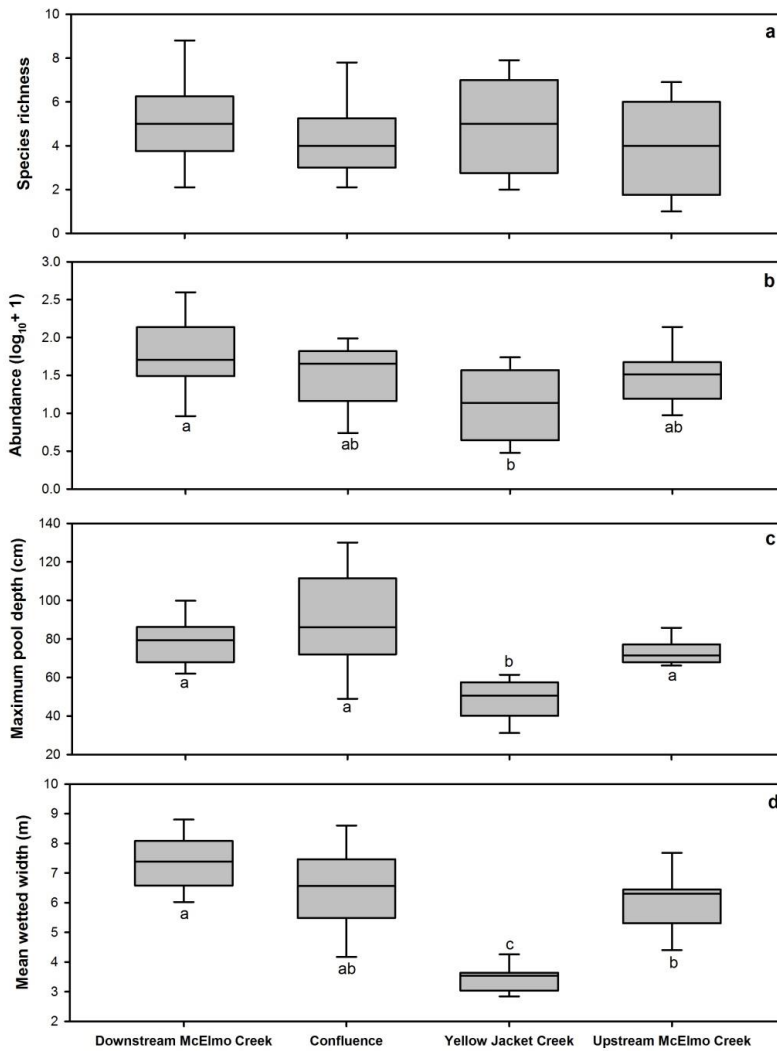 10
8
6
4
2
0
Species richness
a
3.0
2.5
2.0
1.5
1.0
0.5
0.0
Abundance (log₁₀+ 1)
b
a
ab
b
ab
140
120
100
80
60
40
20
Maximum pool depth (cm)
c
a
a
b
a
10
9
8
7
6
5
4
3
2
1
Mean wetted width (m)
d
a
ab
c
b
Downstream McElmo Creek Confluence Yellow Jacket Creek Upstream McElmo Creek